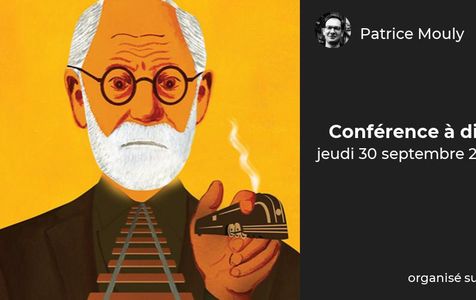 Patrice Mouly
Conférence à di
jeudi 30 septembre 2
organisé su